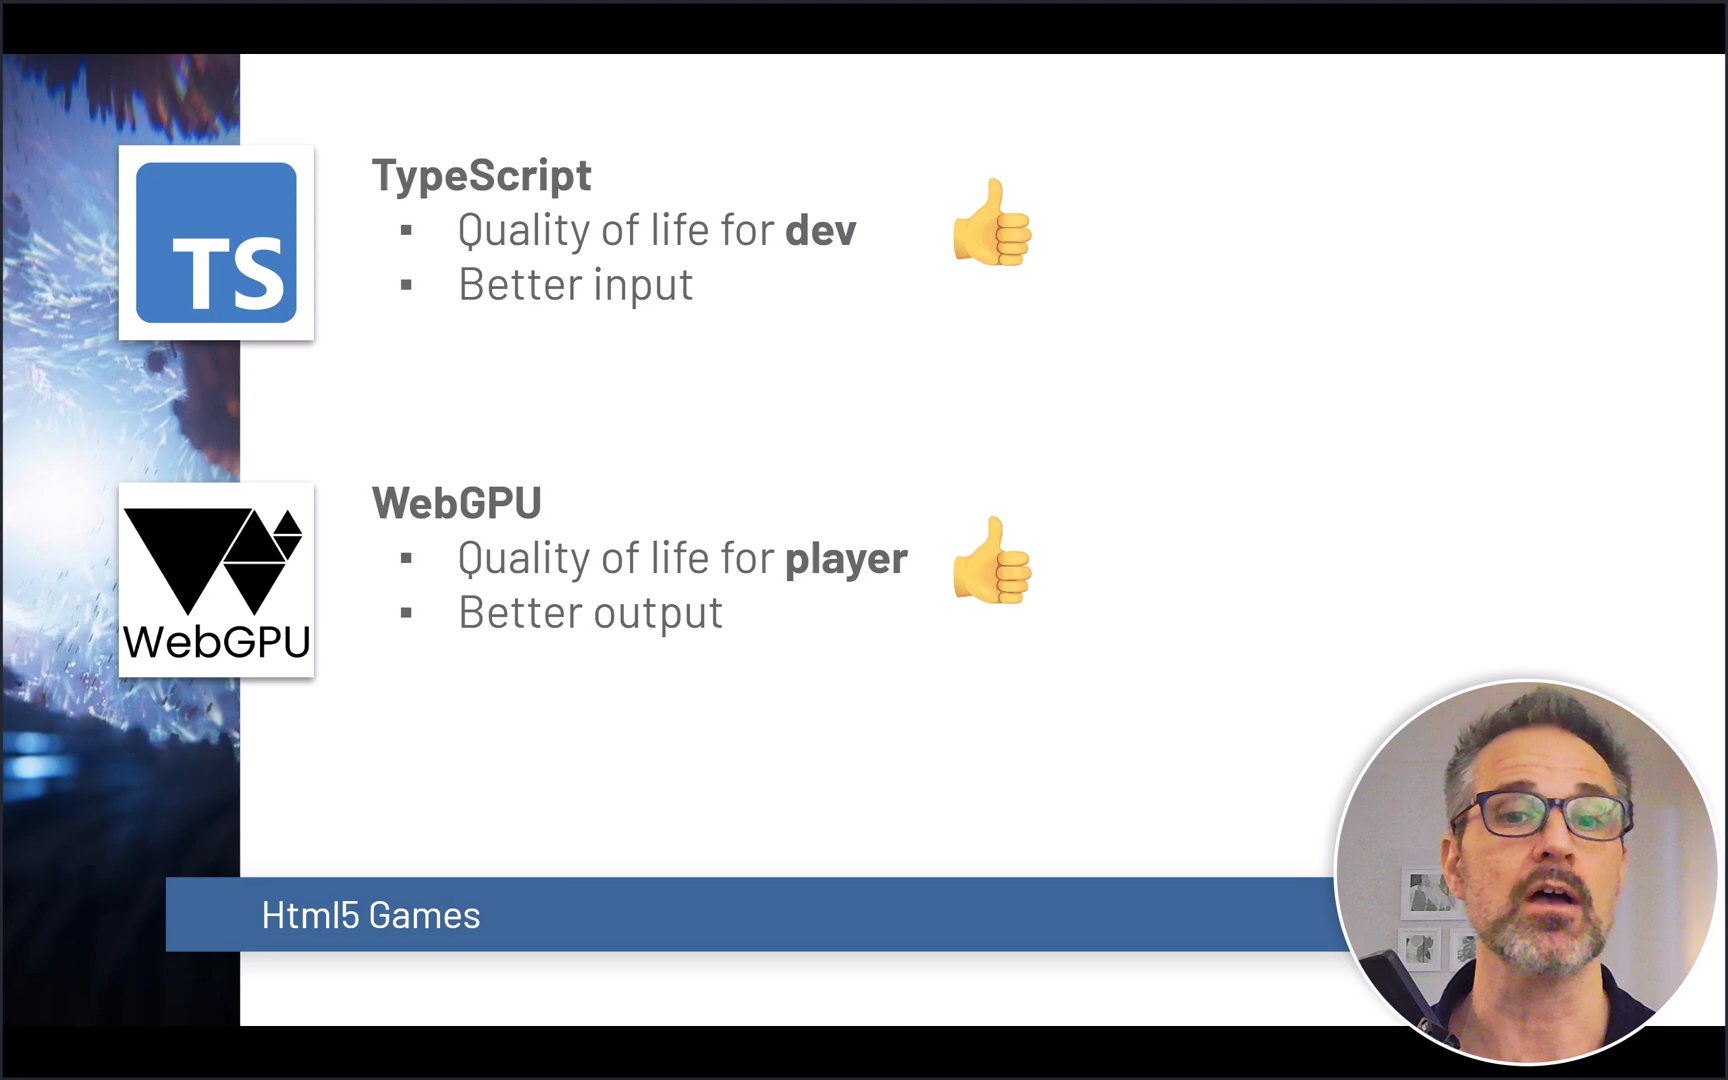 TS
TypeScript
▪ Quality of life for dev
▪ Better input
WebGPU
WebGPU
▪ Quality of life for player
▪ Better output
Html5 Games